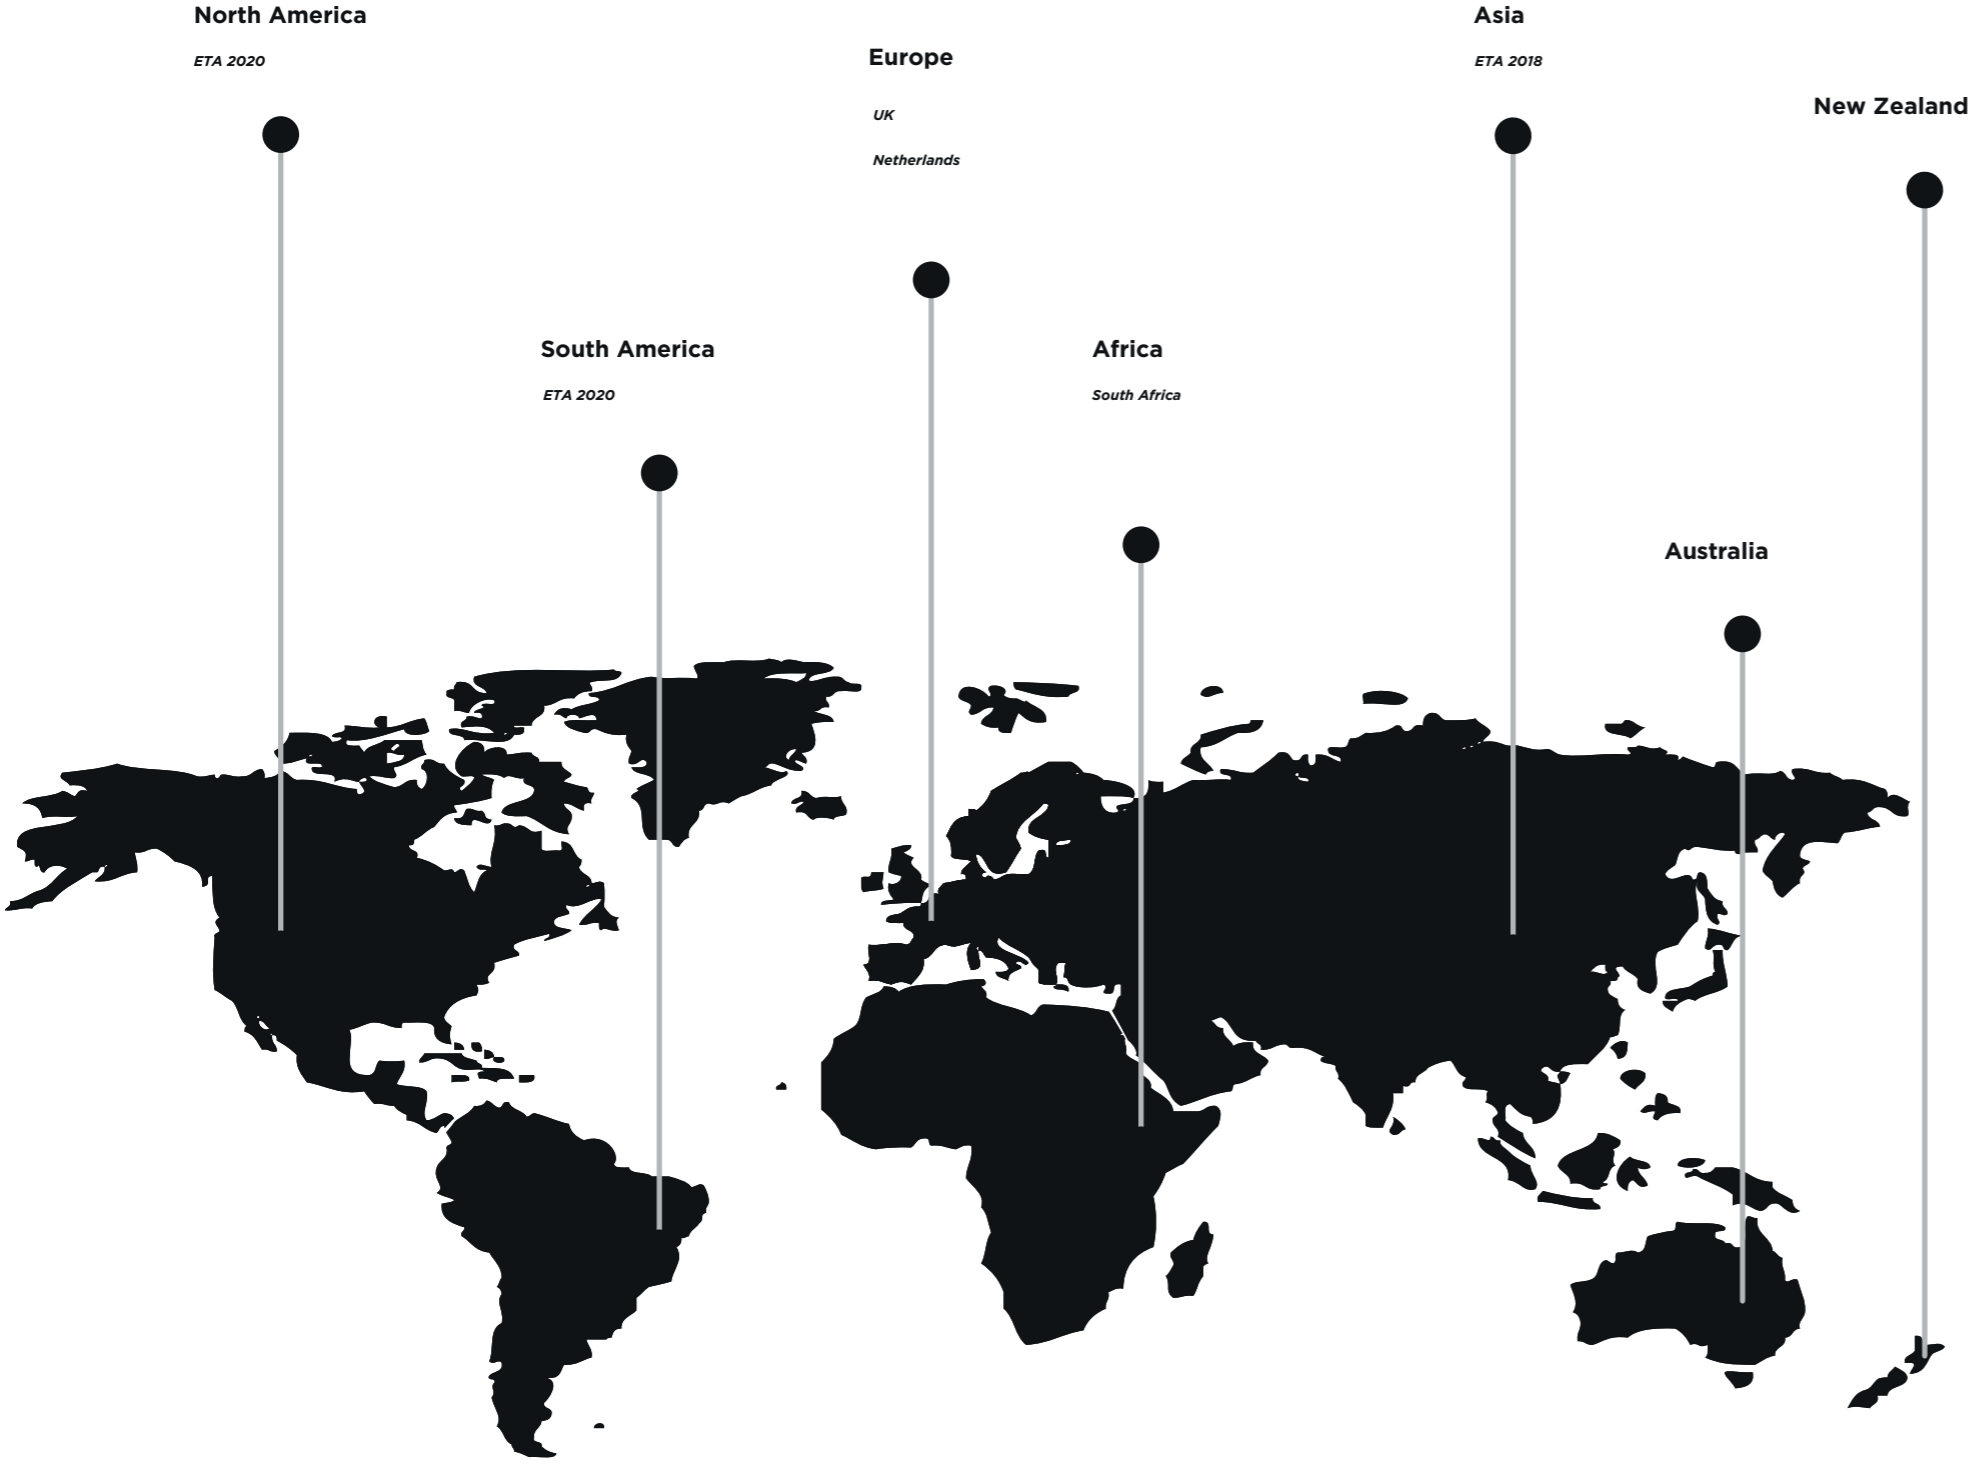 North America
ETA 2020
South America
ETA 2020
Europe
UK
Netherlands
Africa
South Africa
Asia
ETA 2018
Australia
New Zealand